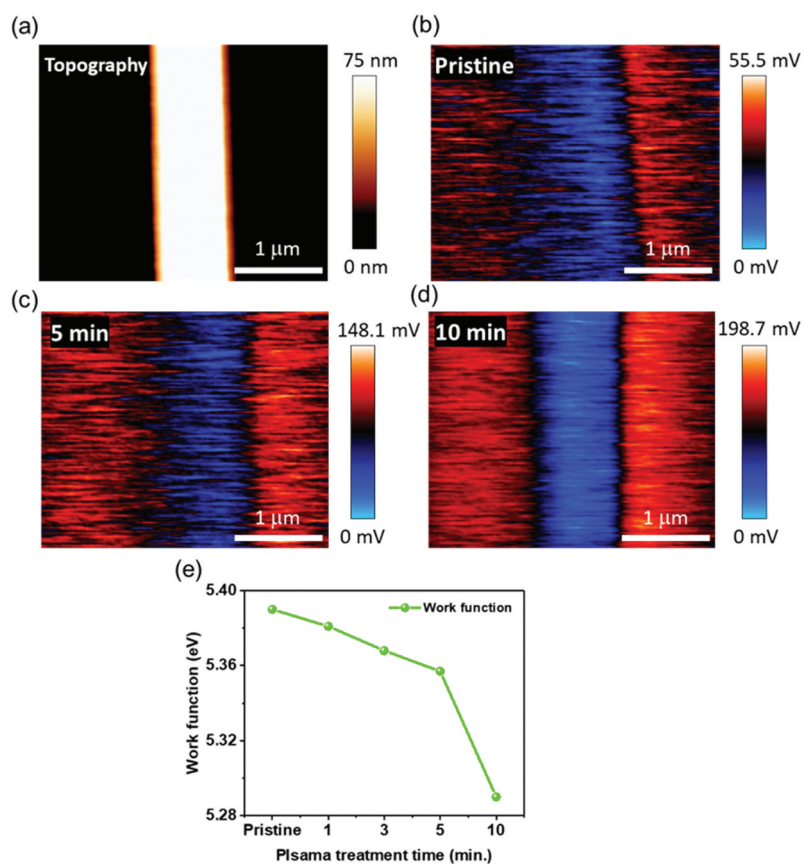 (a)
Topography
75 nm
0 nm
1 μm
(b)
Pristine
55.5 mV
0 mV
1 μm
(c)
5 min
148.1 mV
0 mV
1 μm
(d)
10 min
198.7 mV
0 mV
1 μm
(e)
Work function
5.40
5.36
5.32
5.28
Work function (eV)
Pristine 1 3 5 10
Plsama treatment time (min.)